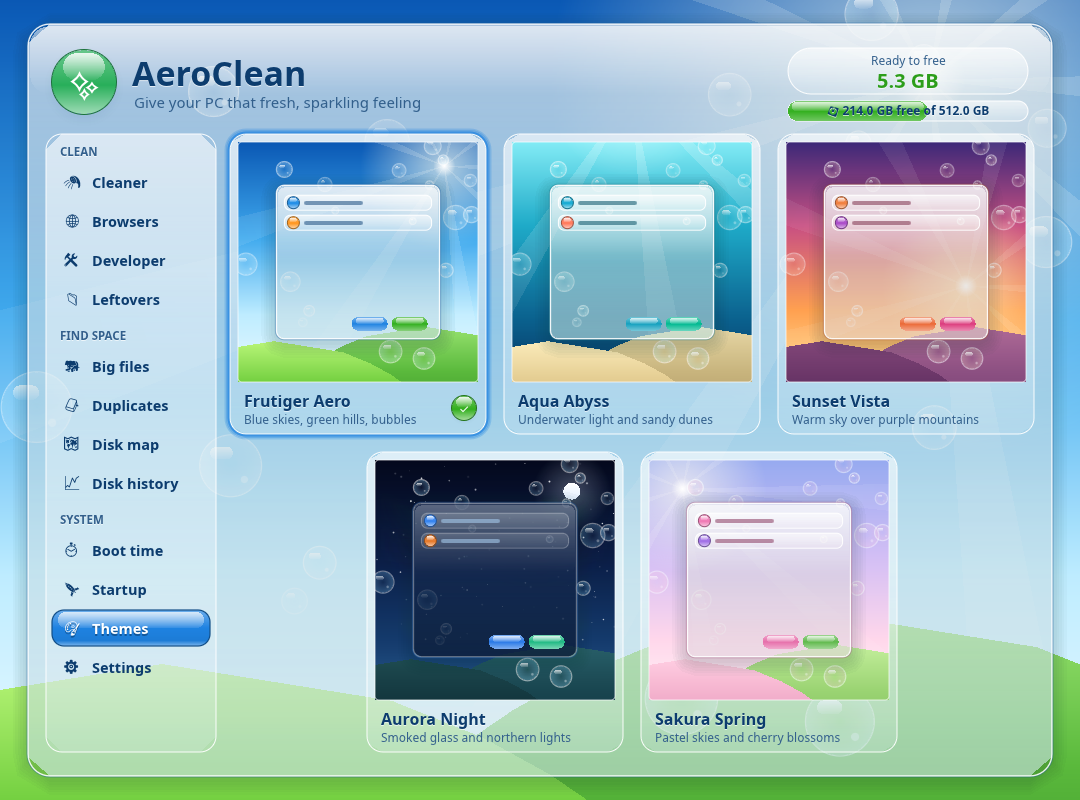 AeroClean
Give your PC that fresh, sparkling feeling
Ready to free
5.3 GB
214.0 GB free of 512.0 GB
CLEAN
Cleaner
Browsers
Developer
Leftovers
FIND SPACE
Big files
Duplicates
Disk map
Disk history
SYSTEM
Boot time
Startup
Themes
Settings
Frutiger Aero
Blue skies, green hills, bubbles
Aqua Abyss
Underwater light and sandy dunes
Sunset Vista
Warm sky over purple mountains
Aurora Night
Smoked glass and northern lights
Sakura Spring
Pastel skies and cherry blossoms